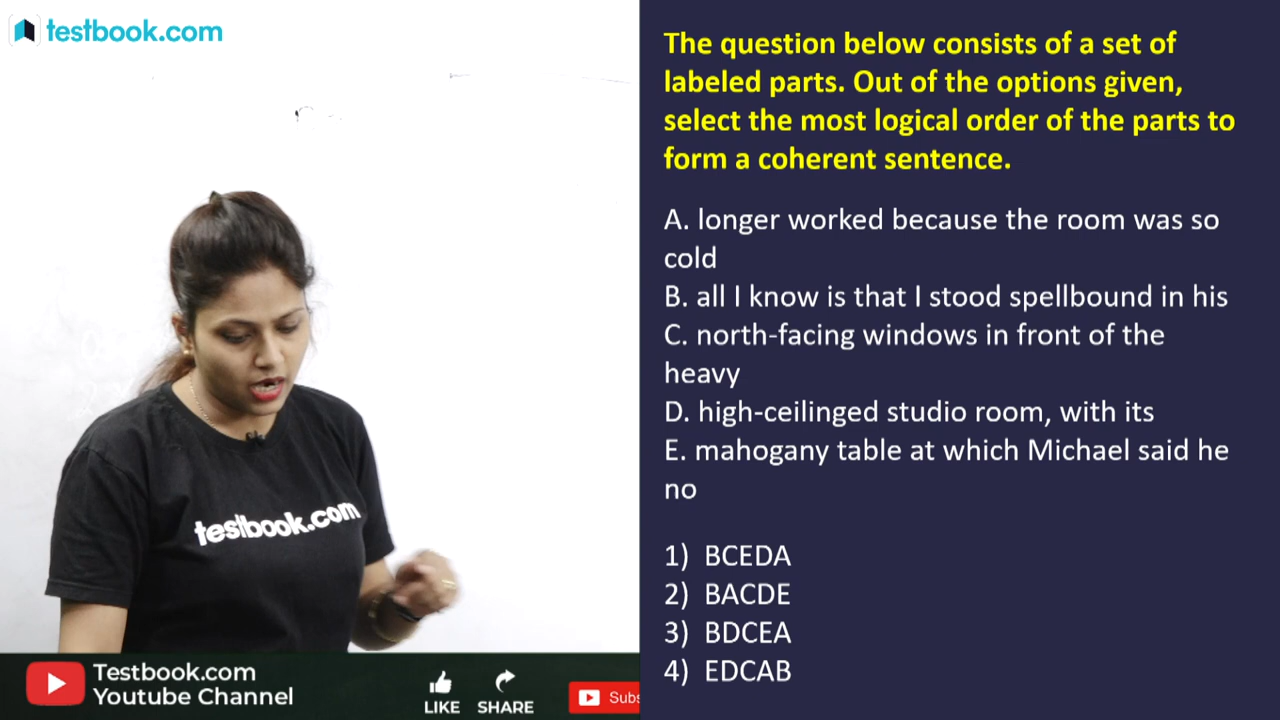 testbook.com
The question below consists of a set of
labeled parts. Out of the options given,
select the most logical order of the parts to
form a coherent sentence.
A. longer worked because the room was so
cold
B. all I know is that I stood spellbound in his
C. north-facing windows in front of the
heavy
D. high-ceilinged studio room, with its
E. mahogany table at which Michael said he
no
1) BCEDA
2) BACDE
3) BDCEA
4) EDCAB
testbook.com
Testbook.com
Youtube Channel
LIKE
SHARE
Subs